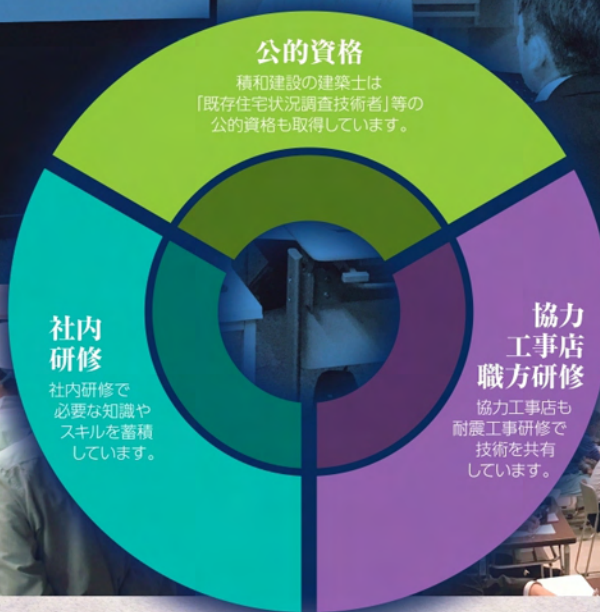 公的資格
積和建設の建築士は
「既存住宅状況調査技術者」等の
公的資格も取得しています。
社内
研修
社内研修で
必要な知識や
スキルを蓄積
しています。
協力
工事店
職方研修
協力工事店も
耐震工事研修で
技術を共有
しています。